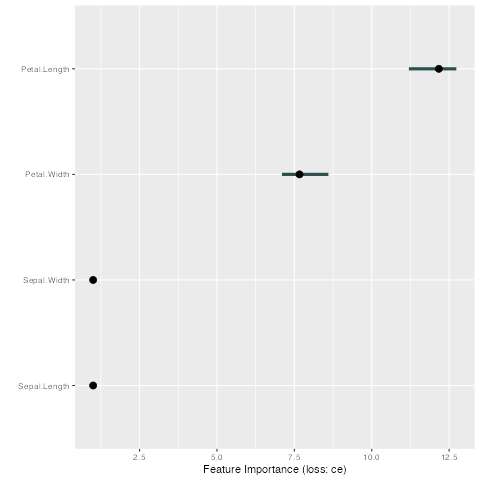 Petal.Length
Petal.Width
Sepal.Width
Sepal.Length
2.5 5.0 7.5 10.0 12.5
Feature Importance (loss: ce)